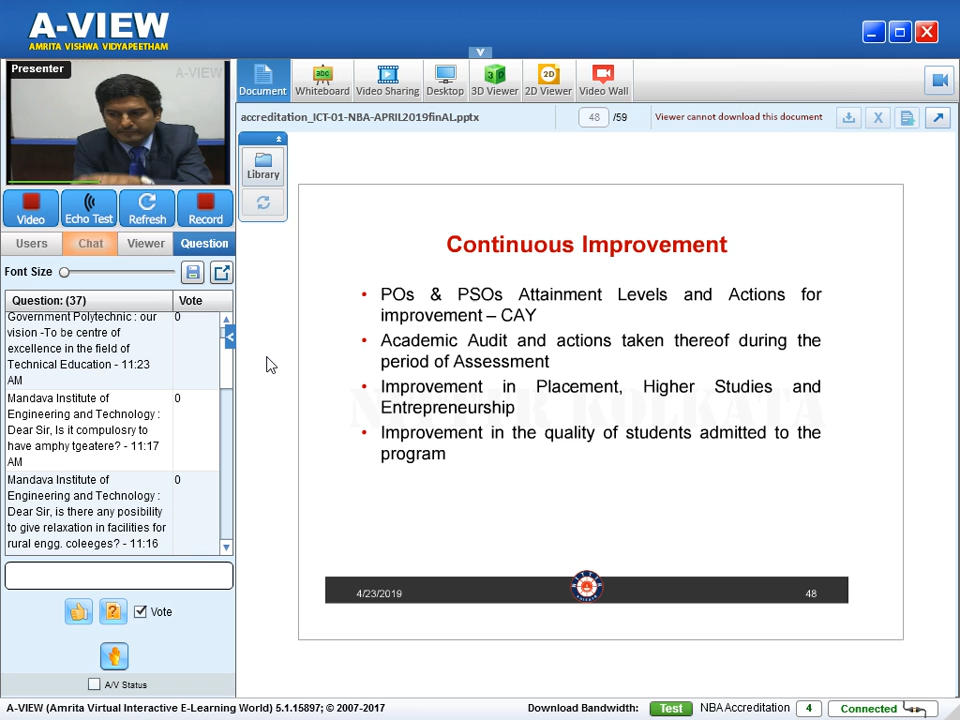 A-VIEW
AMRITA VISHWA VIDYAPEETHAM
Presenter
A-VIEW
Video
Echo Test
Refresh
Record
Users
Chat
Viewer
Question
Font Size
Question: (37)
Vote
Government Polytechnic : our
vision -To be centre of
excellence in the field of
Technical Education - 11:23
AM
0
Mandava Institute of
Engineering and Technology :
Dear Sir, Is it compulosry to
have amphy tgeatere? - 11:17
AM
0
Mandava Institute of
Engineering and Technology :
Dear Sir, is there any posibility
to give relaxation in facilities for
rural engg. coleeges? - 11:16
0
Vote
A/V Status
Document
abc
Whiteboard
Video Sharing
Desktop
3D
3D Viewer
2D
2D Viewer
Video Wall
accreditation_ICT-01-NBA-APRIL2019finAL.pptx
48
/59
Viewer cannot download this document
Library
Continuous Improvement
• POs & PSOs Attainment Levels and Actions for
improvement – CAY
• Academic Audit and actions taken thereof during the
period of Assessment
• Improvement in Placement, Higher Studies and
Entrepreneurship
• Improvement in the quality of students admitted to the
program
KOLKATA
4/23/2019
48
A-VIEW (Amrita Virtual Interactive E-Learning World) 5.1.15897; © 2007-2017
Download Bandwidth:
Test
NBA Accreditation
4
Connected